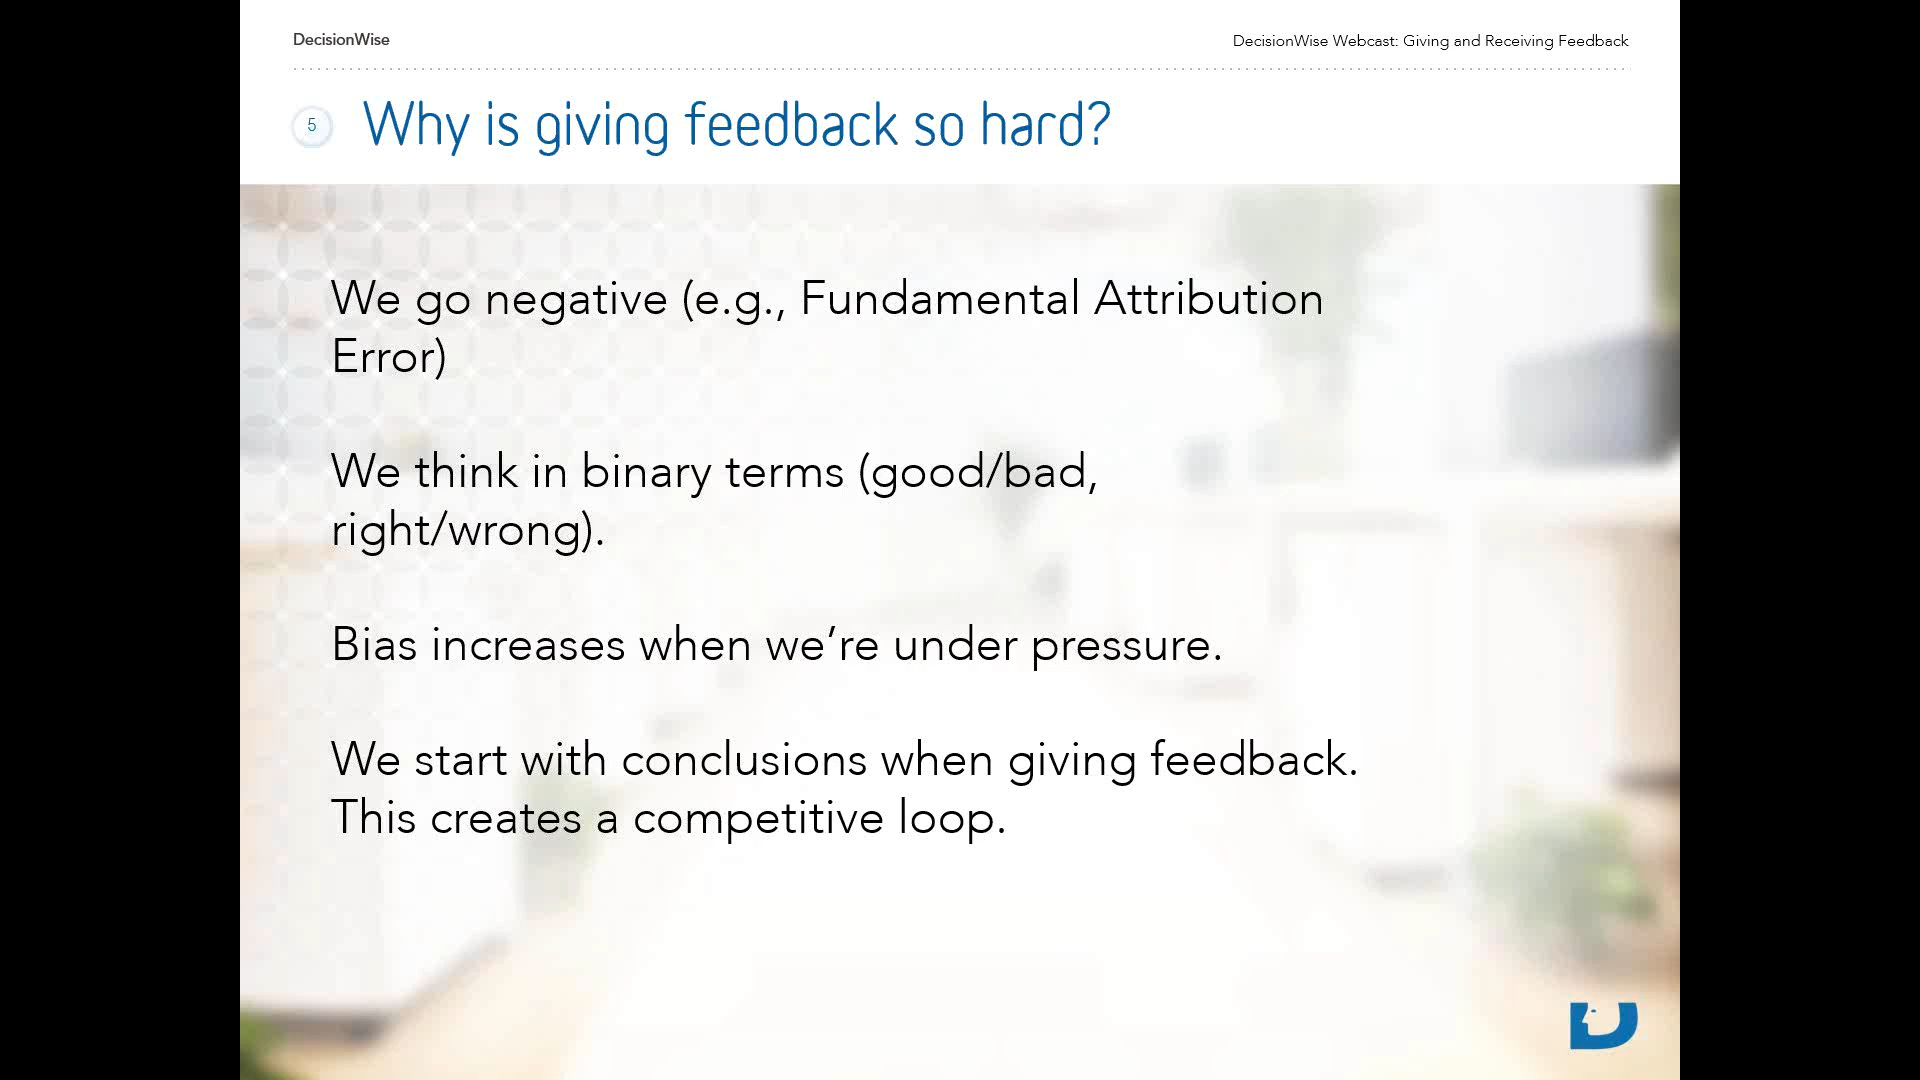 DecisionWise
DecisionWise Webcast: Giving and Receiving Feedback
5
Why is giving feedback so hard?
We go negative (e.g., Fundamental Attribution
Error)
We think in binary terms (good/bad,
right/wrong).
Bias increases when we’re under pressure.
We start with conclusions when giving feedback.
This creates a competitive loop.